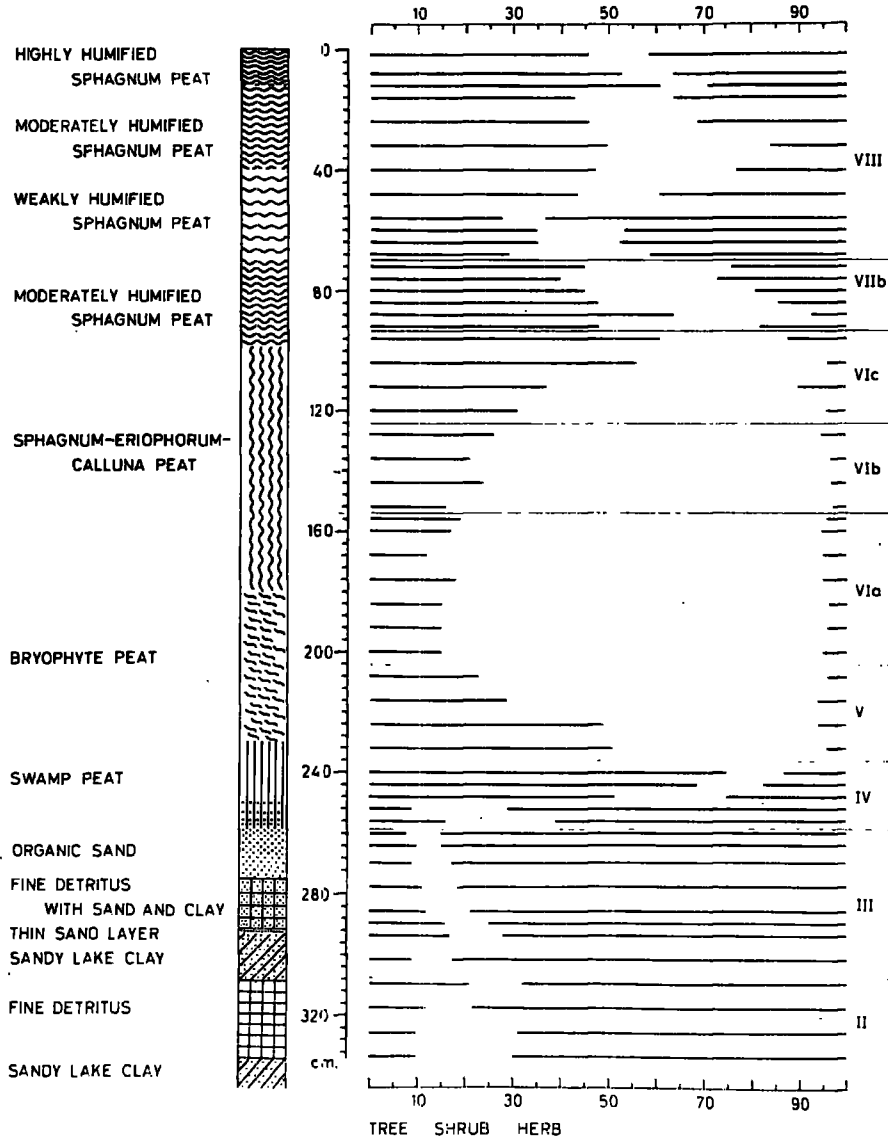 10 30 50 70 90
HIGHLY HUMIFIED
SPHAGNUM PEAT
MODERATELY HUMIFIED
SPHAGNUM PEAT
WEAKLY HUMIFIED
SPHAGNUM PEAT
MODERATELY HUMIFIED
SPHAGNUM PEAT
SPHAGNUM-ERIOPHORUM-
CALLUNA PEAT
BRYOPHYTE PEAT
SWAMP PEAT
ORGANIC SAND
FINE DETRITUS
WITH SAND AND CLAY
THIN SAND LAYER
SANDY LAKE CLAY
FINE DETRITUS
SANDY LAKE CLAY
0
40
80
120
160
200
240
280
320
c.m.
VIII
VIIb
VIc
VIb
VIa
V
IV
III
II
10 30 50 70 90
TREE SHRUB HERB